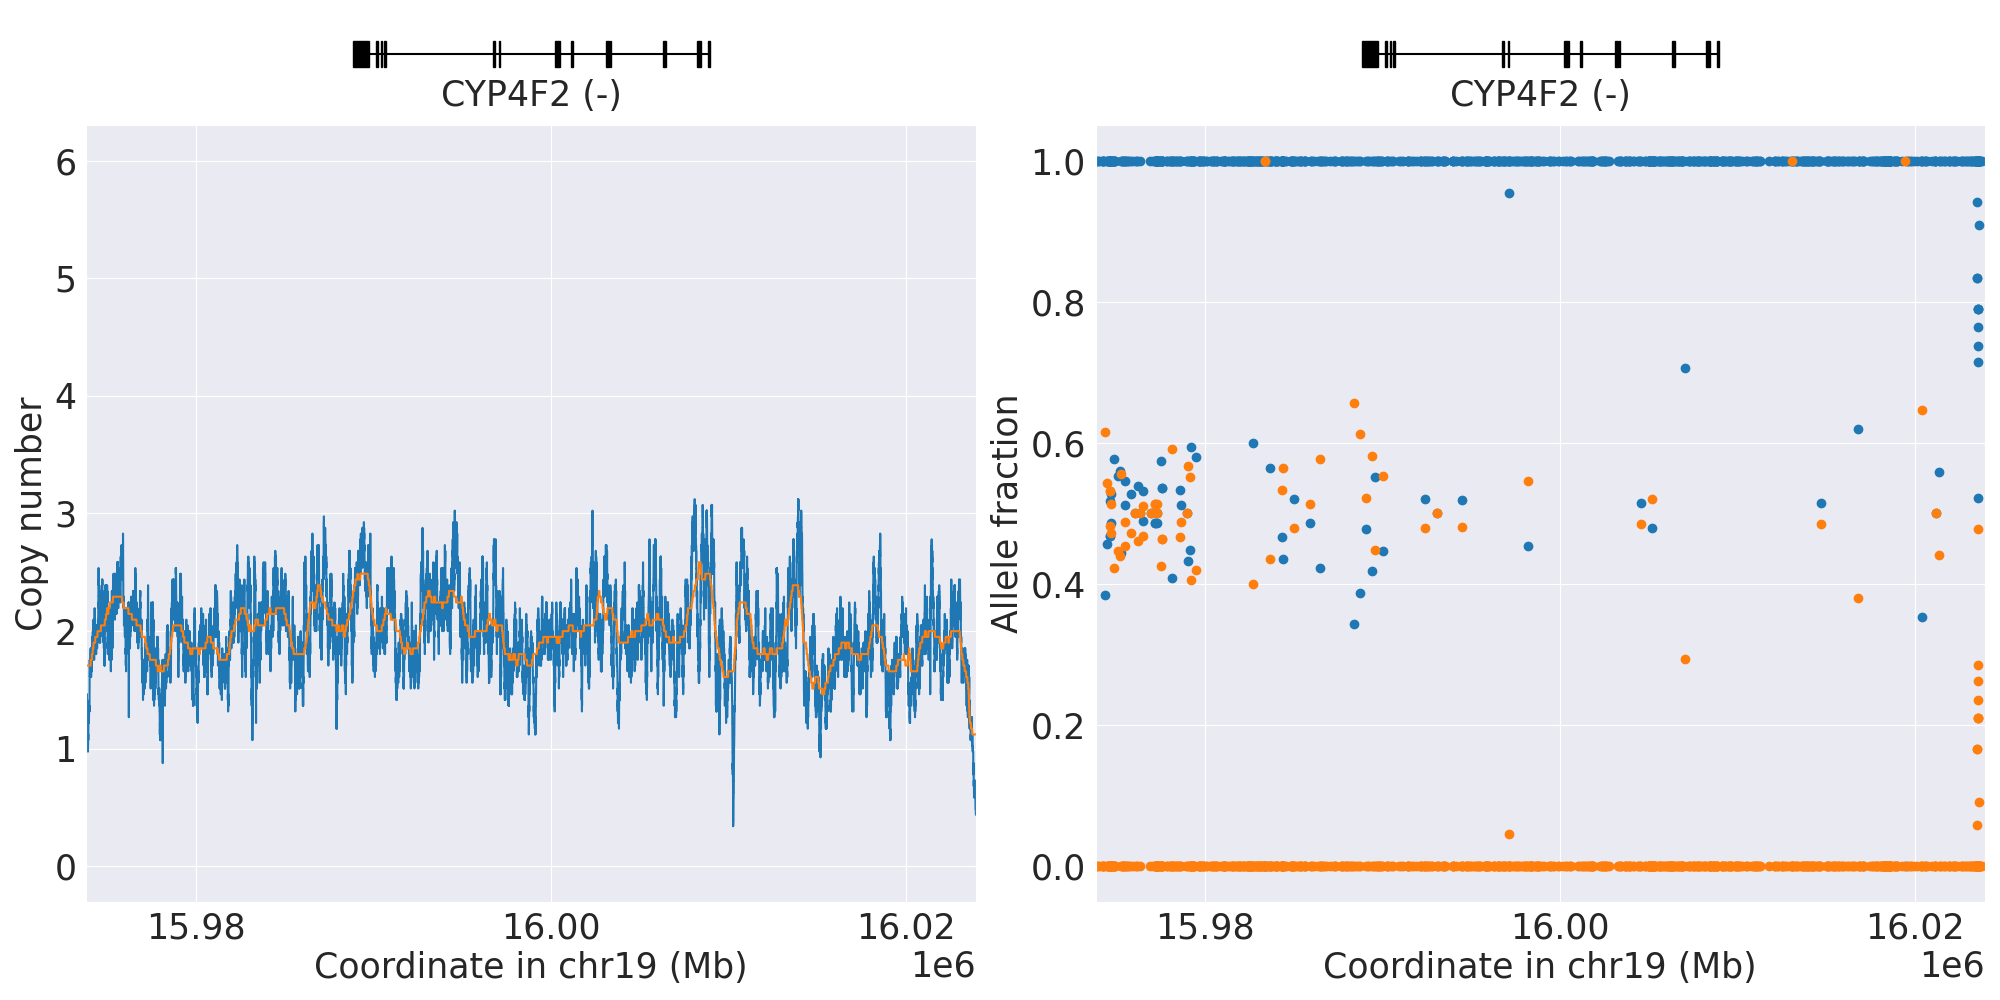 CYP4F2 (-)
6
5
4
3
2
1
0
Copy number
15.98
16.00
16.02
Coordinate in chr19 (Mb)
1e6
CYP4F2 (-)
1.0
0.8
0.6
0.4
0.2
0.0
Allele fraction
15.98
16.00
16.02
Coordinate in chr19 (Mb)
1e6